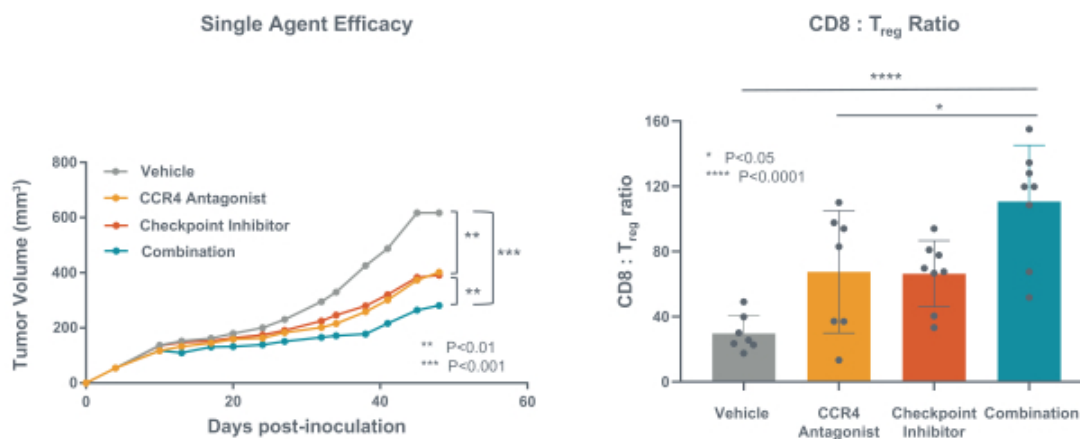 Single Agent Efficacy
800
600
400
200
0
Tumor Volume (mm³)
Vehicle
CCR4 Antagonist
Checkpoint Inhibitor
Combination
**
***
**
** P<0.01
*** P<0.001
0
20
40
60
Days post-inoculation
CD8 : Treg Ratio
****
*
160
120
80
40
0
CD8 : Treg ratio
* P<0.05
**** P<0.0001
Vehicle
CCR4
Antagonist
Checkpoint
Inhibitor
Combination